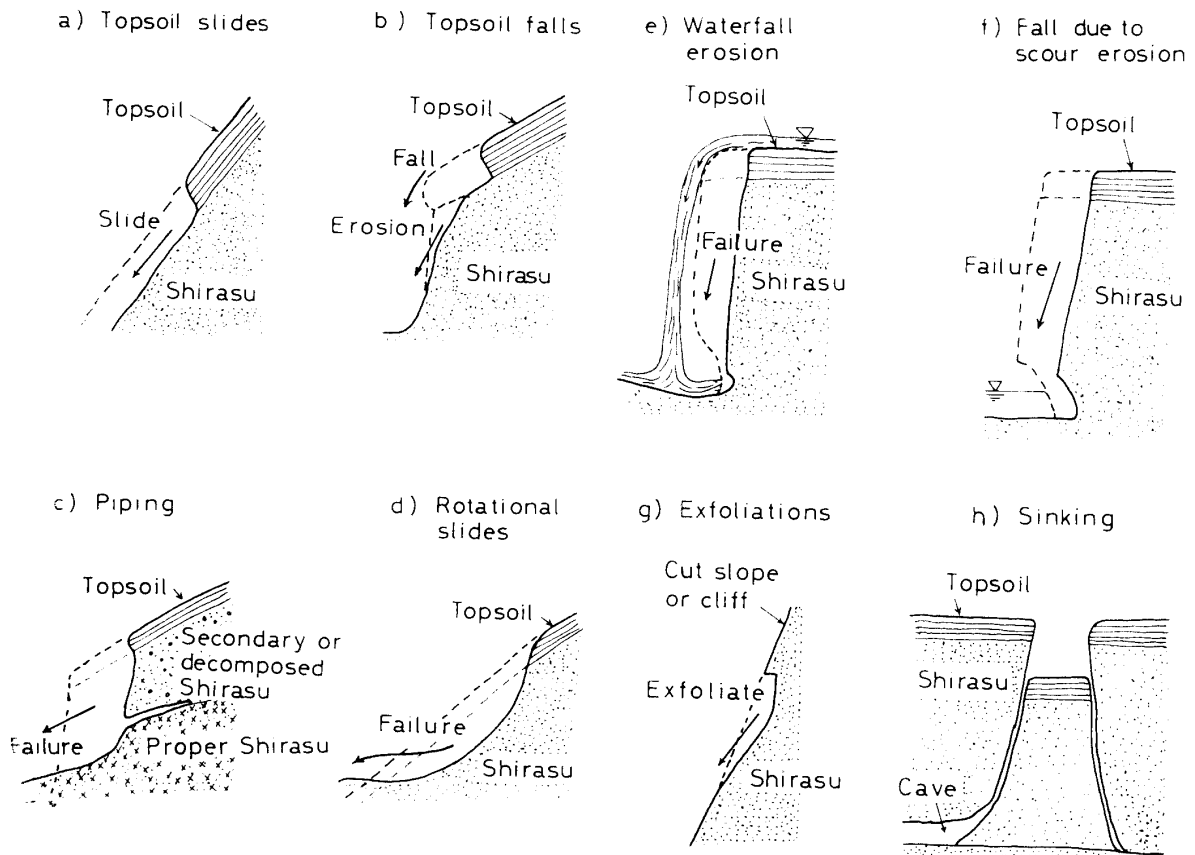 a) Topsoil slides
Topsoil
Slide
Shirasu
b) Topsoil falls
Topsoil
Fall
Erosion
Shirasu
e) Waterfall
erosion
Topsoil
Failure
Shirasu
f) Fall due to
scour erosion
Topsoil
Failure
Shirasu
c) Piping
Topsoil
Secondary or
decomposed
Shirasu
Failure
Proper Shirasu
d) Rotational
slides
Topsoil
Failure
Shirasu
g) Exfoliations
Cut slope
or cliff
Exfoliate
Shirasu
h) Sinking
Topsoil
Shirasu
Cave